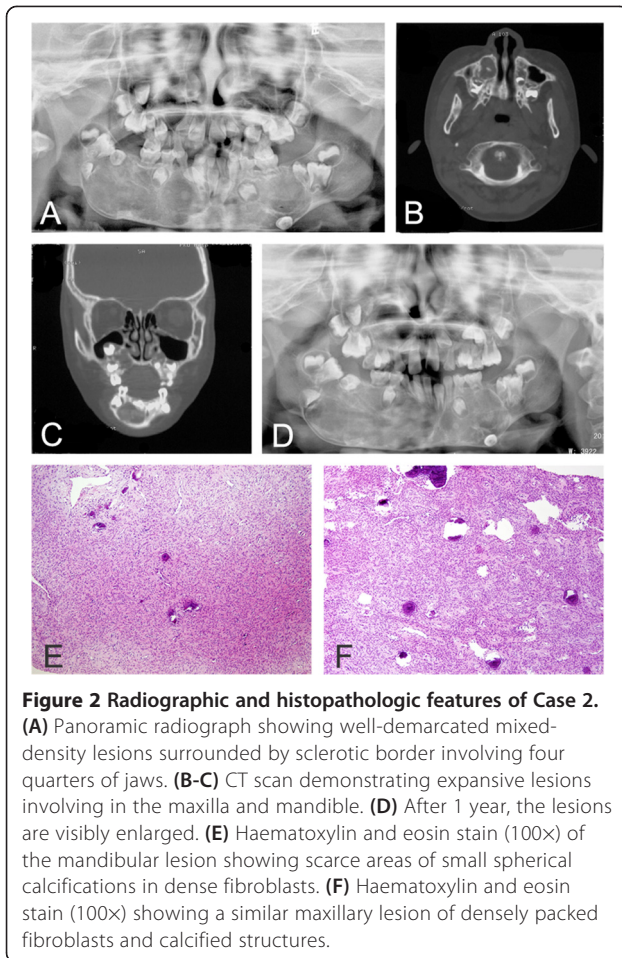 A
B
C
D
W: 3922
E
F
Figure 2 Radiographic and histopathologic features of Case 2.
(A) Panoramic radiograph showing well-demarcated mixed-
density lesions surrounded by sclerotic border involving four
quarters of jaws. (B-C) CT scan demonstrating expansive lesions
involving in the maxilla and mandible. (D) After 1 year, the lesions
are visibly enlarged. (E) Haematoxylin and eosin stain (100×) of
the mandibular lesion showing scarce areas of small spherical
calcifications in dense fibroblasts. (F) Haematoxylin and eosin
stain (100×) showing a similar maxillary lesion of densely packed
fibroblasts and calcified structures.